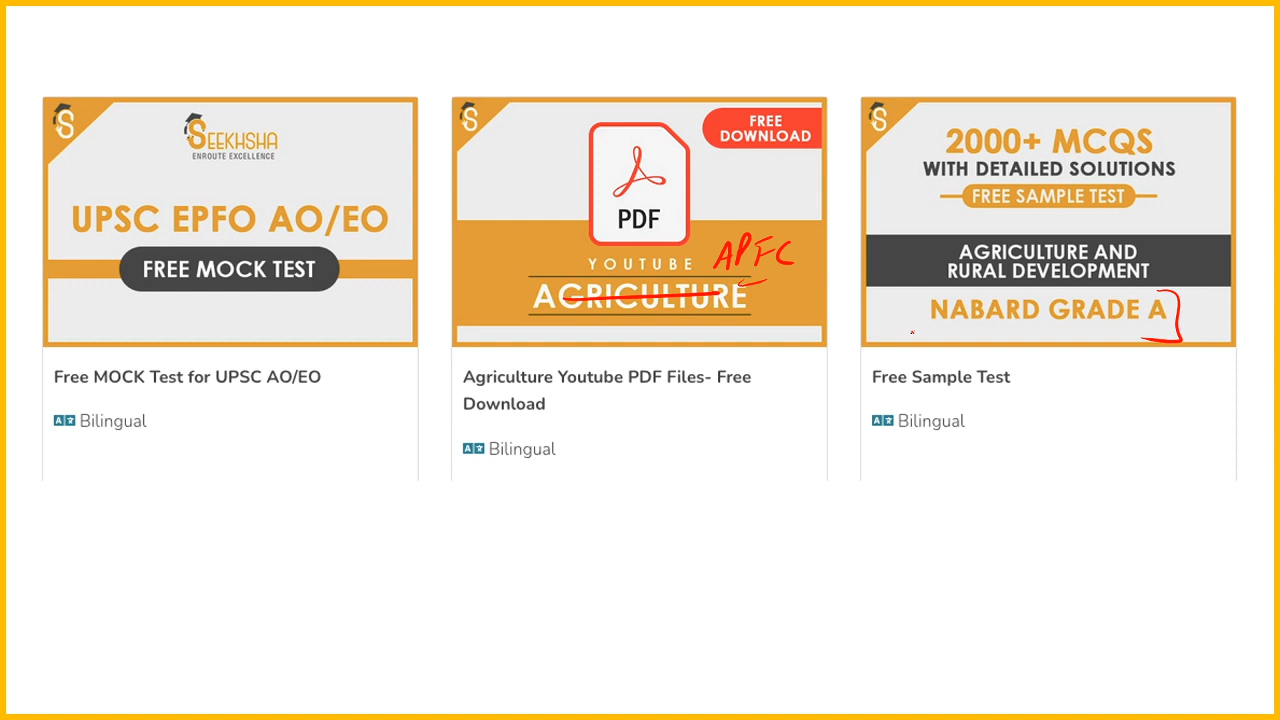 S
SEEKHSHA
ENROUTE EXCELLENCE
UPSC EPFO AO/EO
FREE MOCK TEST
Free MOCK Test for UPSC AO/EO
Bilingual
S
FREE
DOWNLOAD
PDF
YOUTUBE
APFC
AGRICULTURE
Agriculture Youtube PDF Files- Free
Download
Bilingual
S
2000+ MCQS
WITH DETAILED SOLUTIONS
FREE SAMPLE TEST
AGRICULTURE AND
RURAL DEVELOPMENT
NABARD GRADE A
Free Sample Test
Bilingual